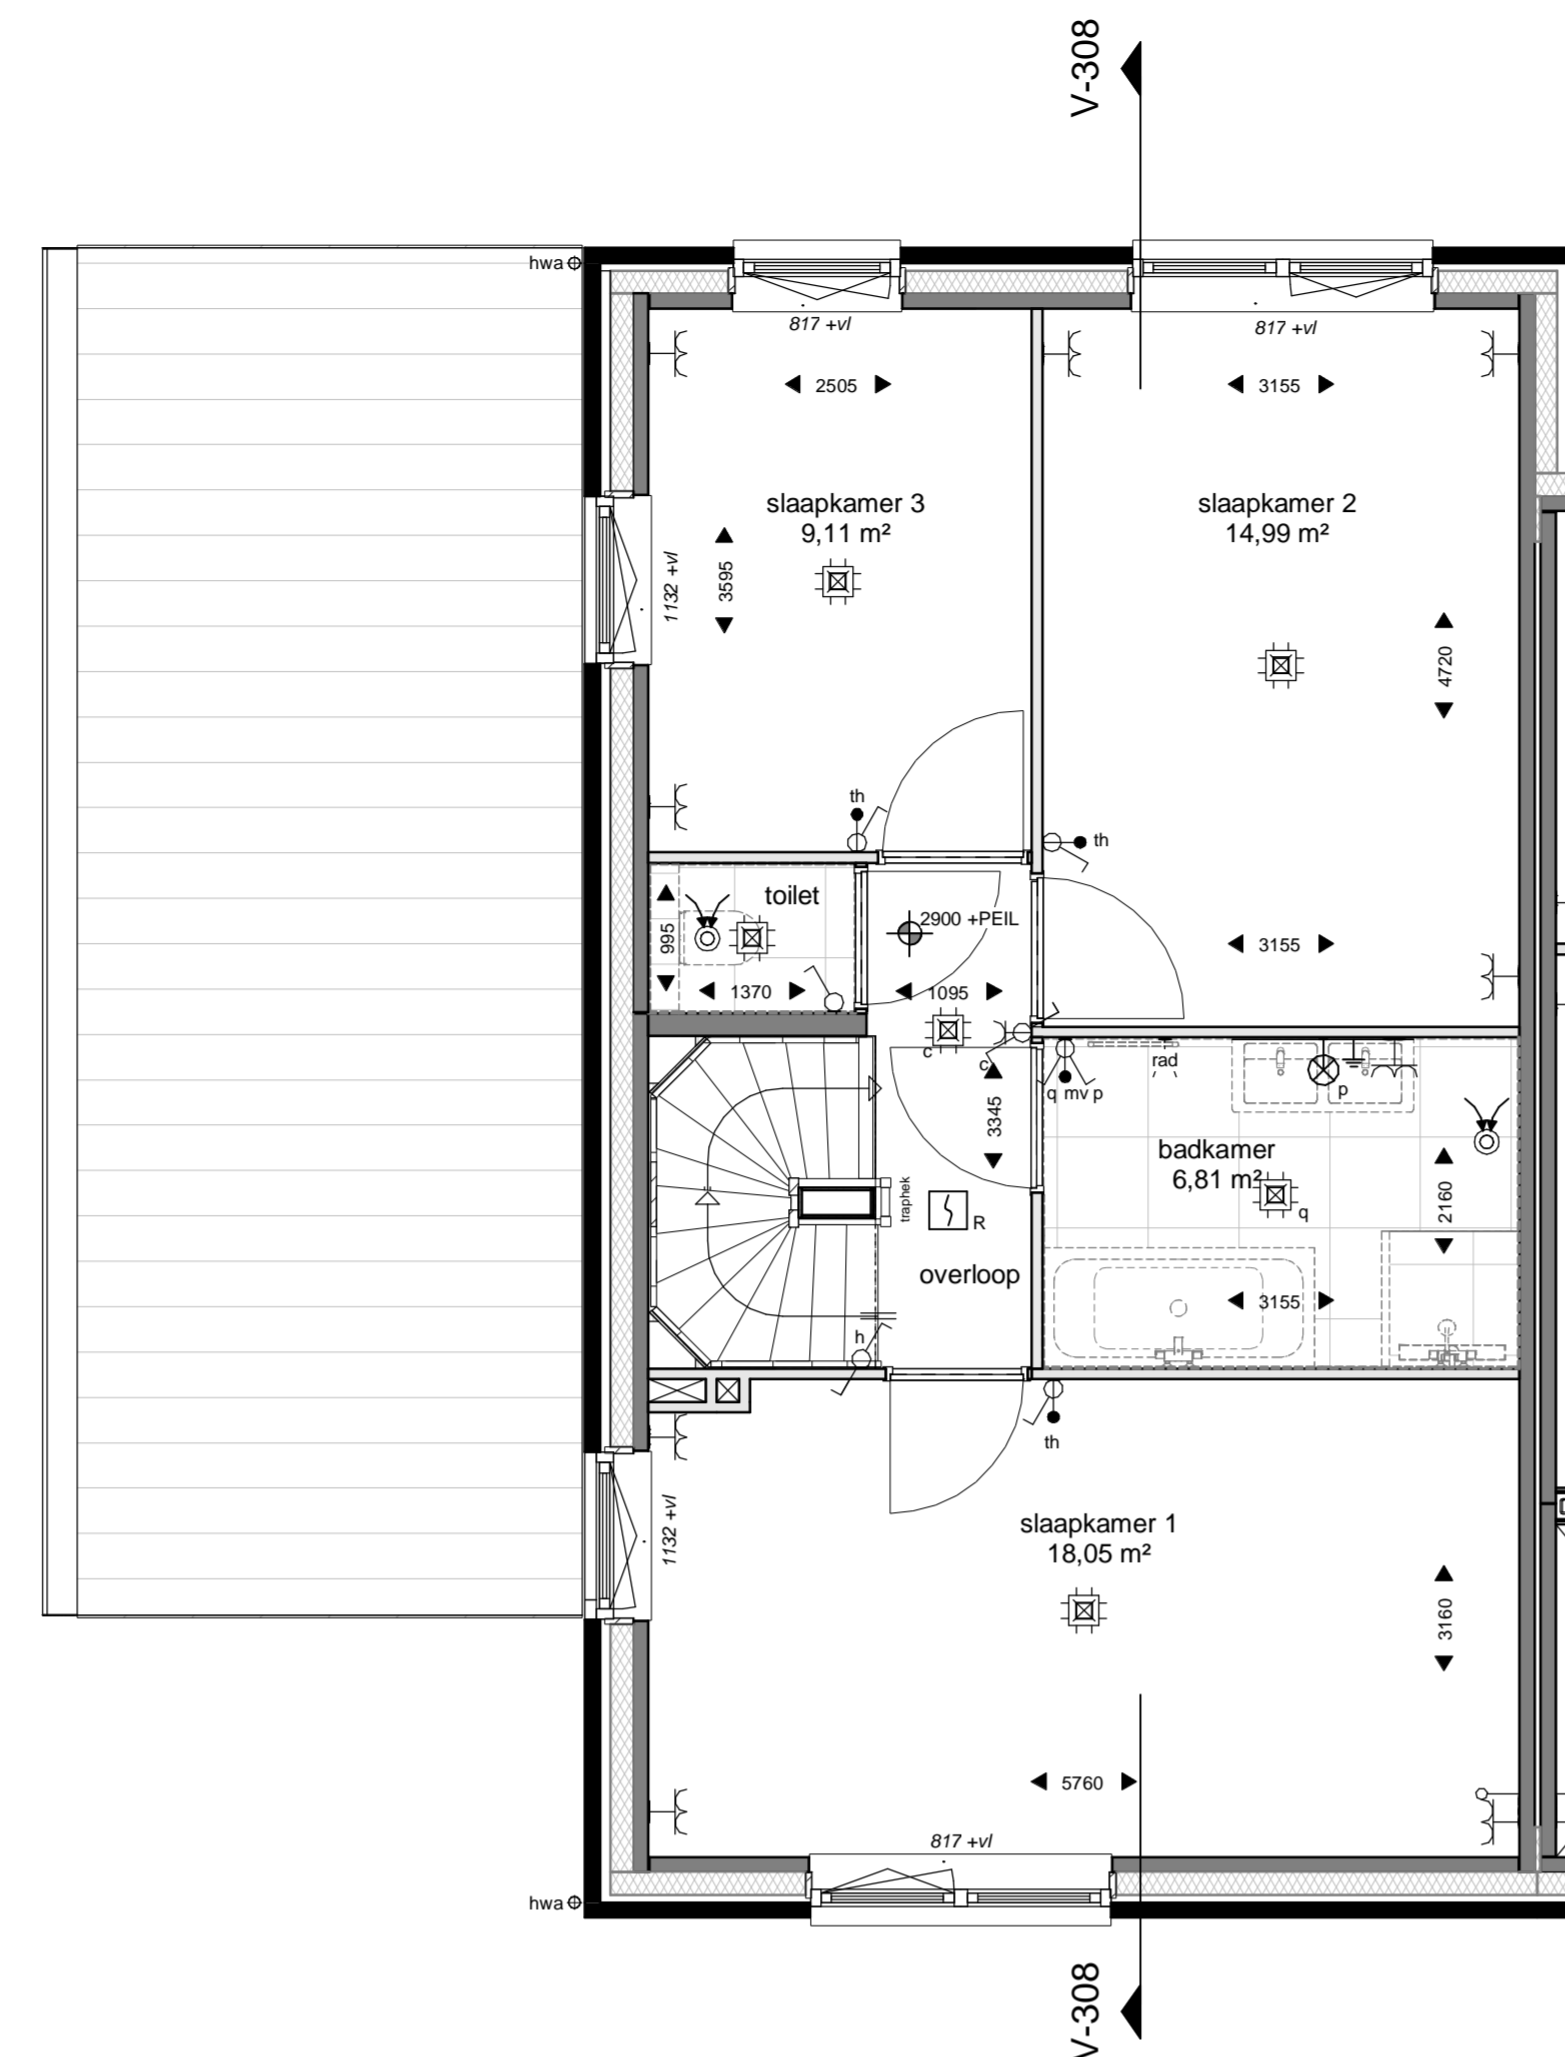 V-308
hwa
817 +vl
817 +vl
2505
3155
slaapkamer 3
9,11 m²
slaapkamer 2
14,99 m²
1132 +vl
3595
4720
th
th
toilet
995
1370
2900 +PEIL
3155
1095
c
c
3345
q mv p
rad
p
badkamer
6,81 m²
q
2160
traphek
R
overloop
3155
h
th
1132 +vl
slaapkamer 1
18,05 m²
3160
5760
817 +vl
hwa
V-308